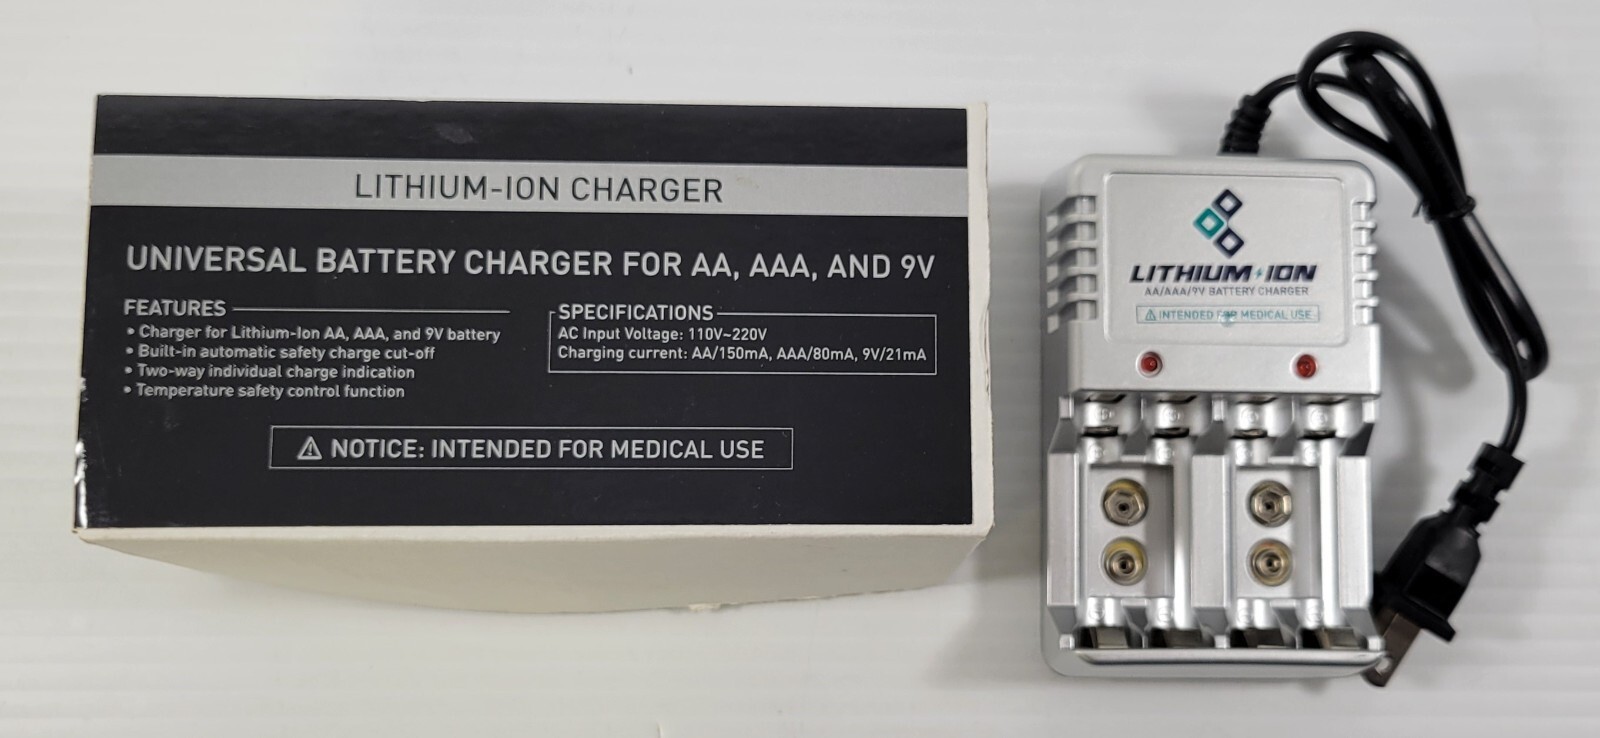 LITHIUM-ION CHARGER
UNIVERSAL BATTERY CHARGER FOR AA, AAA, AND 9V
FEATURES
• Charger for Lithium-Ion AA, AAA, and 9V battery
• Built-in automatic safety charge cut-off
• Two-way individual charge indication
• Temperature safety control function
SPECIFICATIONS
AC Input Voltage: 110V~220V
Charging current: AA/150mA, AAA/80mA, 9V/21mA
⚠ NOTICE: INTENDED FOR MEDICAL USE
LITHIUM ION
AA/AAA/9V BATTERY CHARGER
⚠ INTENDED FOR MEDICAL USE